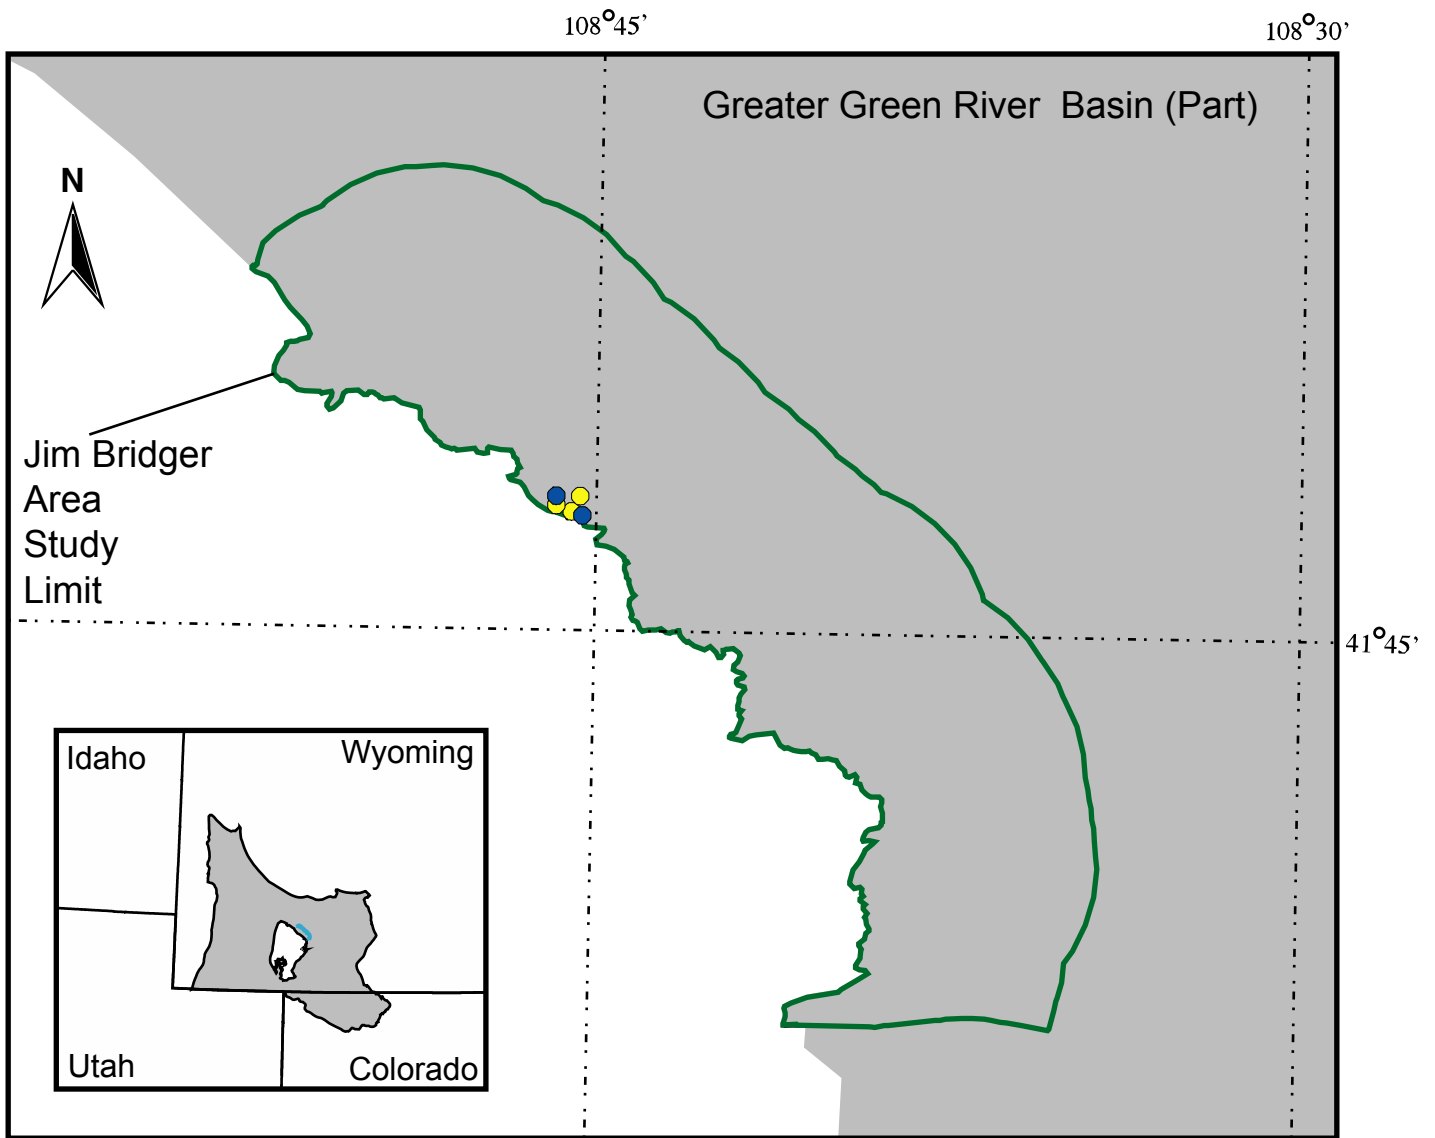 108°45’
108°30’
Greater Green River Basin (Part)
N
Jim Bridger
Area
Study
Limit
41°45’
Idaho
Wyoming
Utah
Colorado